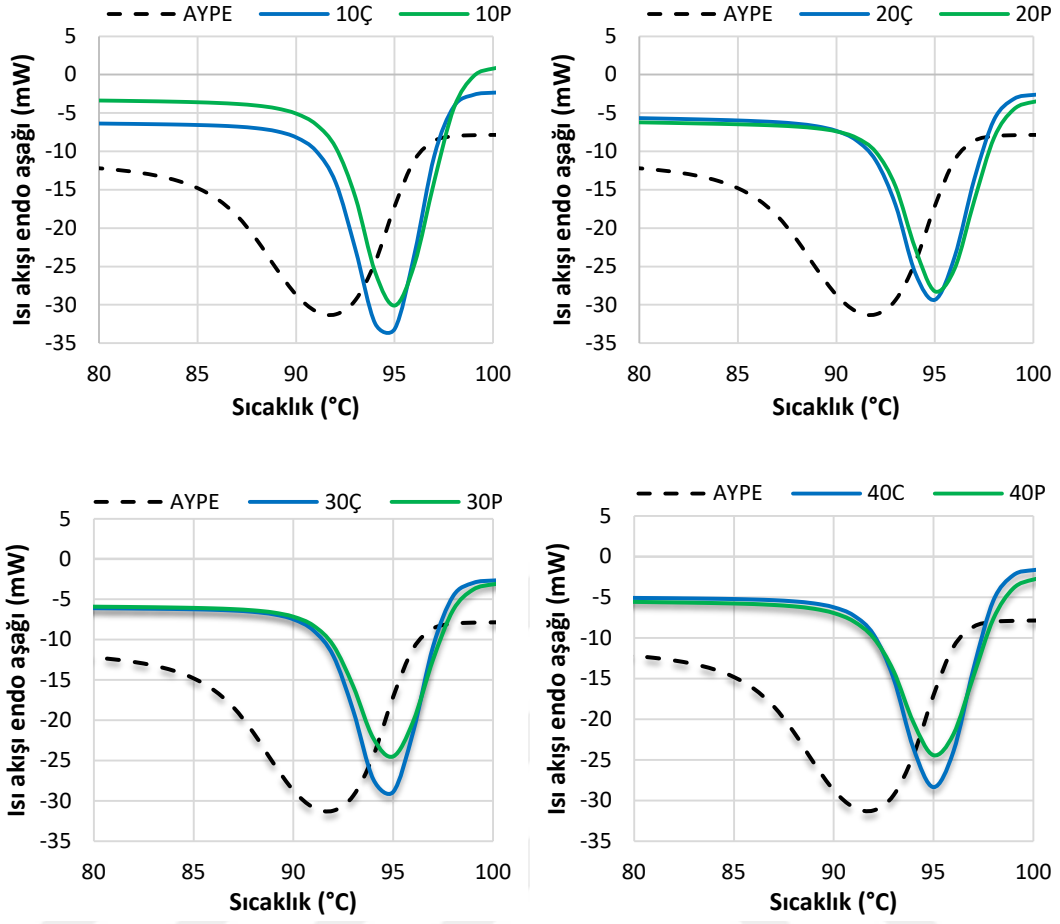 AYPE 10Ç 10P
Isı akışı endo aşağı (mW)
5
0
-5
-10
-15
-20
-25
-30
-35
80 85 90 95 100
Sıcaklık (°C)
AYPE 20Ç 20P
Isı akışı endo aşağı (mW)
5
0
-5
-10
-15
-20
-25
-30
-35
80 85 90 95 100
Sıcaklık (°C)
AYPE 30Ç 30P
Isı akışı endo aşağı (mW)
5
0
-5
-10
-15
-20
-25
-30
-35
80 85 90 95 100
Sıcaklık (°C)
AYPE 40C 40P
Isı akışı endo aşağı (mW)
5
0
-5
-10
-15
-20
-25
-30
-35
80 85 90 95 100
Sıcaklık (°C)